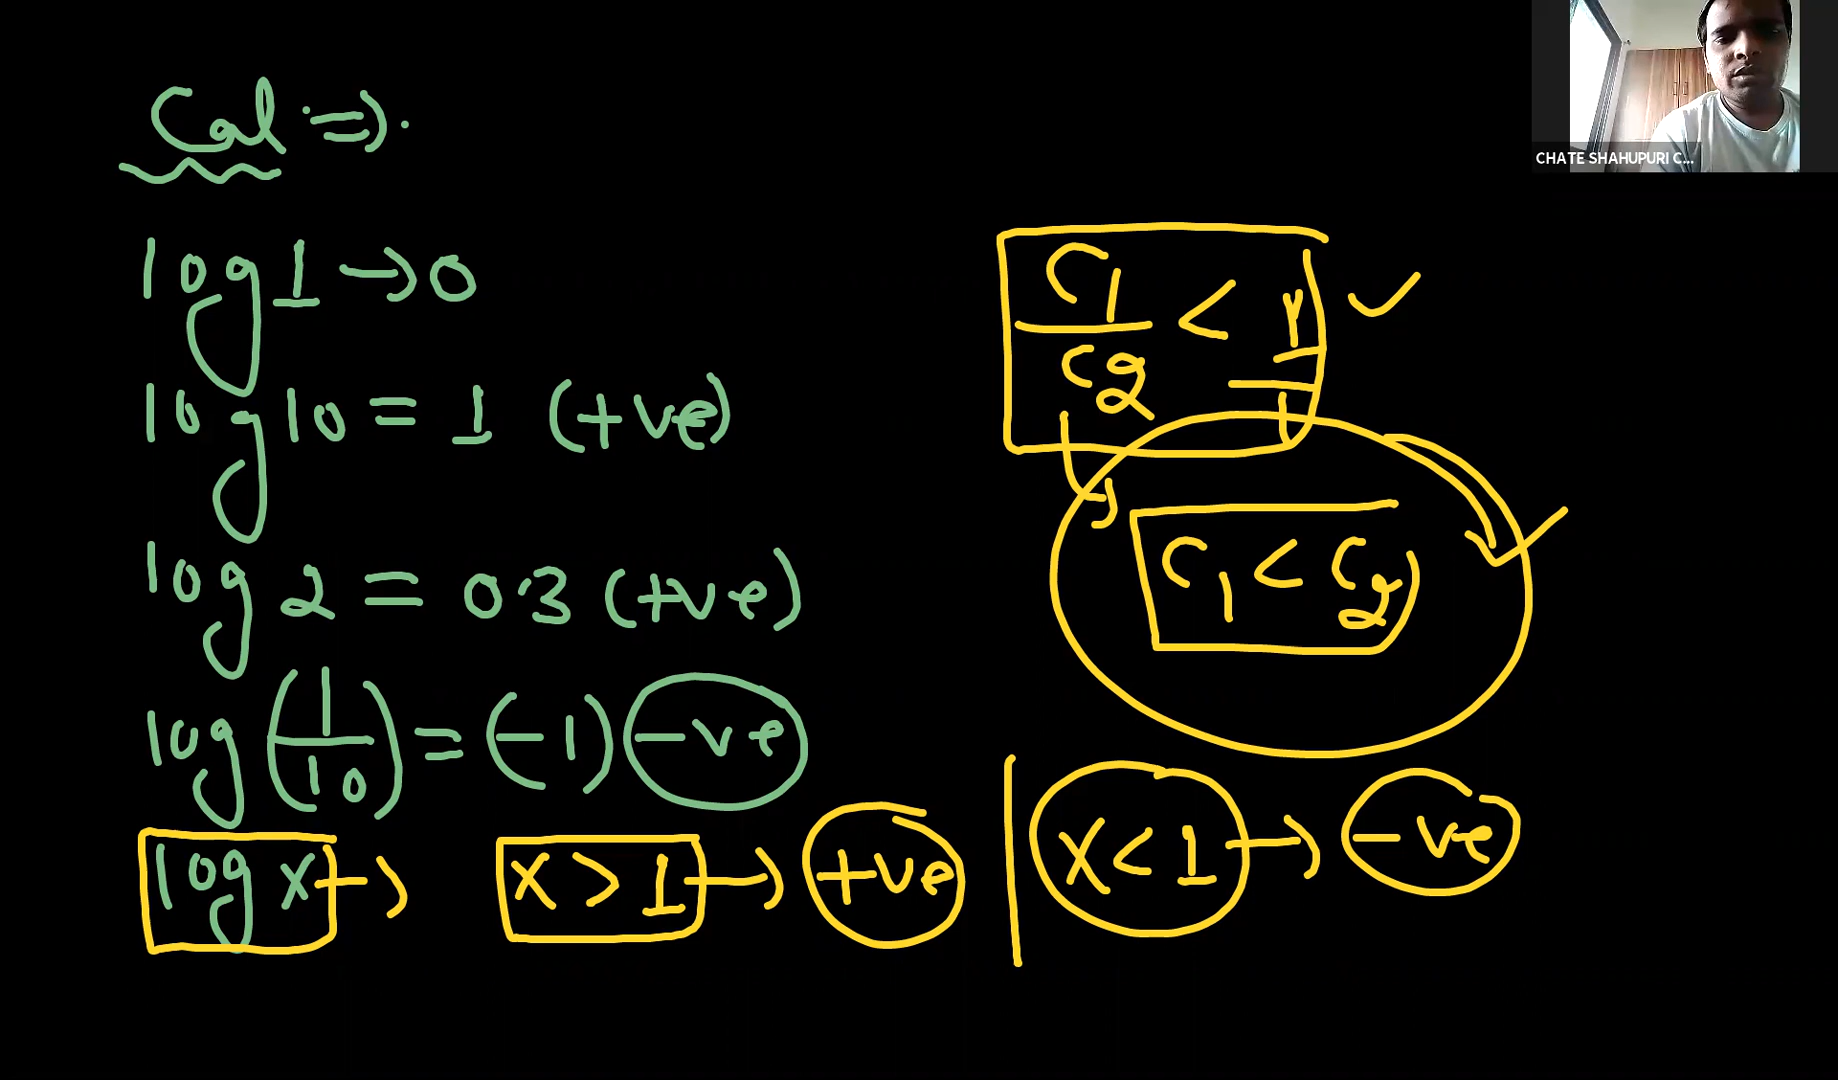 Cal ⇒
log 1 → 0
log 10 = 1 (+ve)
log 2 = 0.3 (+ve)
log (1/10) = (-1) (-ve)
log x → x > 1 → +ve | x < 1 → -ve
CHATE SHAHUPURI C...
C1/C2 < 1 ✓
C1 < C2